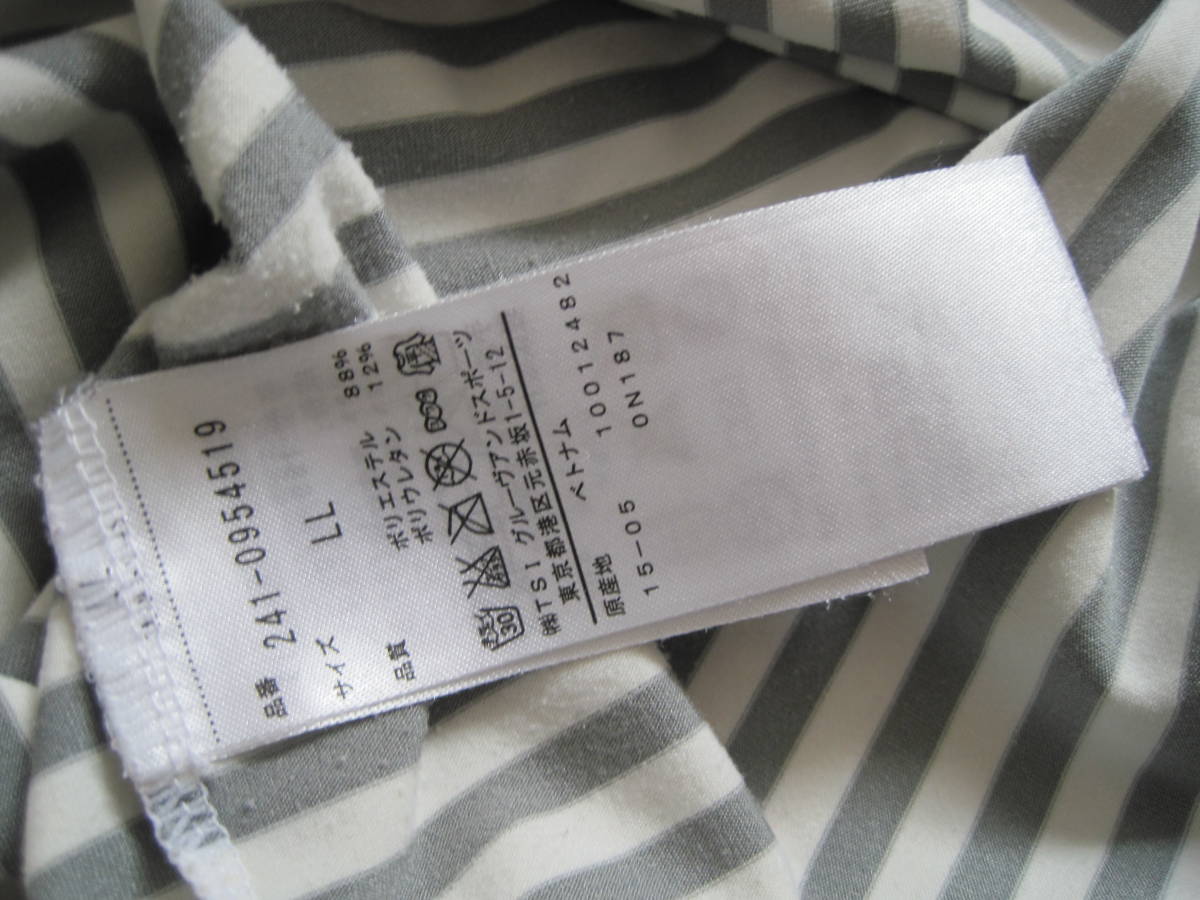 品番 241-0954519
サイズ LL
品質 ポリエステル 88%
ポリウレタン 12%
30
㈱TSI グルーヴアンドスポーツ
東京都港区元赤坂1-5-12
原産地 ベトナム 10012482
15-05 0N187